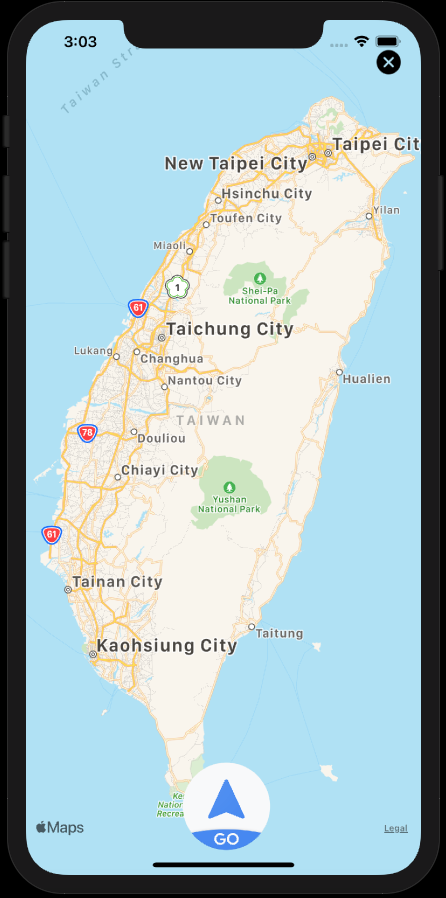 3:03
Taiwan Str
Taipei Cit
New Taipei City
Hsinchu City
Yilan
Toufen City
Miaoli
Shei-Pa
National Park
1
61
Taichung City
Lukang
Changhua
Hualien
Nantou City
TAIWAN
78
Douliou
Chiayi City
Yushan
National Park
61
Tainan City
Taitung
Kaohsiung City
Ke
Nation
Recrea
Maps
GO
Legal